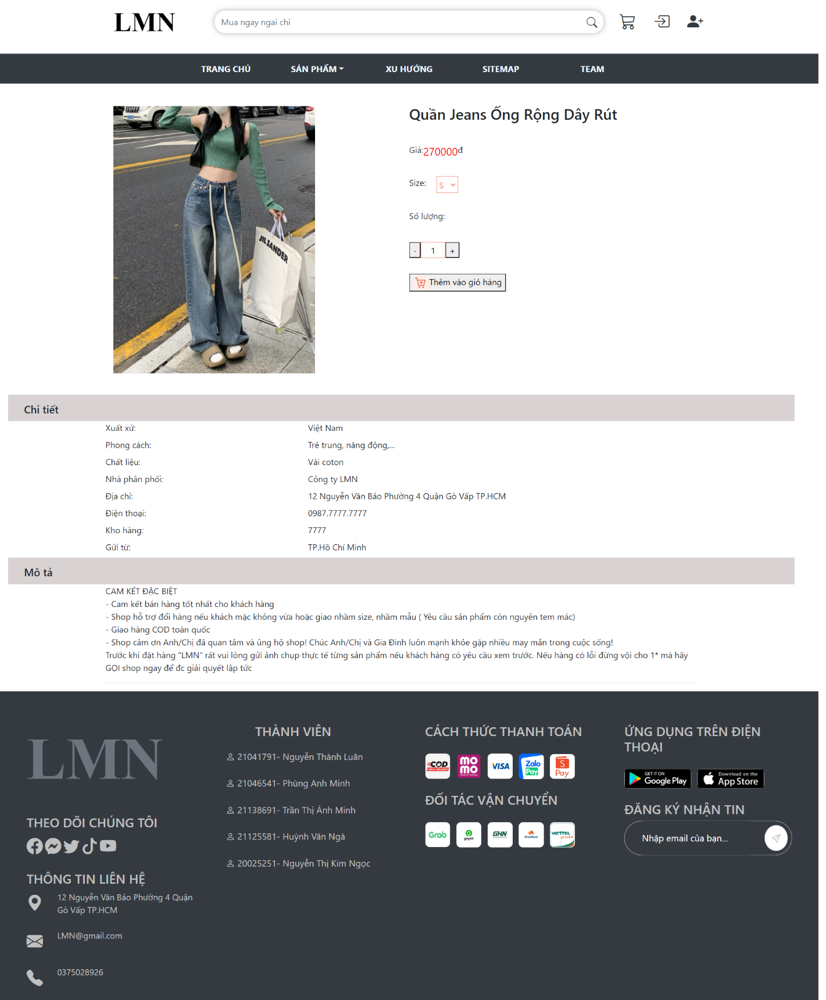 LMN
Mua ngay ngai chi
TRANG CHỦ
SẢN PHẨM
XU HƯỚNG
SITEMAP
TEAM
JIL SANDER
Quần Jeans Ống Rộng Dây Rút
Giá:270000đ
Size: S
Số lượng:
- 1 +
Thêm vào giỏ hàng
Chi tiết
Xuất xứ: Việt Nam
Phong cách: Trẻ trung, năng động,...
Chất liệu: Vải coton
Nhà phân phối: Công ty LMN
Địa chỉ: 12 Nguyễn Văn Bảo Phường 4 Quận Gò Vấp TP.HCM
Điện thoại: 0987.7777.7777
Kho hàng: 7777
Gửi từ: TP.Hồ Chí Minh
Mô tả
CAM KẾT ĐẶC BIỆT
- Cam kết bán hàng tốt nhất cho khách hàng
- Shop hỗ trợ đổi hàng nếu khách mặc không vừa hoặc giao nhầm size, nhầm mẫu ( Yêu cầu sản phẩm còn nguyên tem mác)
- Giao hàng COD toàn quốc
- Shop cảm ơn Anh/Chị đã quan tâm và ủng hộ shop! Chúc Anh/Chị và Gia Đình luôn mạnh khỏe gặp nhiều may mắn trong cuộc sống!
Trước khi đặt hàng "LMN" rất vui lòng gửi ảnh chụp thực tế từng sản phẩm nếu khách hàng có yêu cầu xem trước. Nếu hàng có lỗi đừng vội cho 1* mà hãy
GỌI shop ngay để đc giải quyết lập tức
LMN
THEO DÕI CHÚNG TÔI
THÔNG TIN LIÊN HỆ
12 Nguyễn Văn Bảo Phường 4 Quận
Gò Vấp TP.HCM
LMN@gmail.com
0375028926
THÀNH VIÊN
21041791- Nguyễn Thành Luân
21046541- Phùng Anh Minh
21138691- Trần Thị Ánh Minh
21125581- Huỳnh Văn Ngà
20025251- Nguyễn Thị Kim Ngọc
CÁCH THỨC THANH TOÁN
COD
CASH ON DELIVERY
mo
mo
mobile money
VISA
Zalo
Pay
S
Pay
ĐỐI TÁC VẬN CHUYỂN
Grab
gojek
GHN
AhaMove
VIETTEL
post
ỨNG DỤNG TRÊN ĐIỆN
THOẠI
GET IT ON
Google Play
Download on the
App Store
ĐĂNG KÝ NHẬN TIN
Nhập email của bạn...